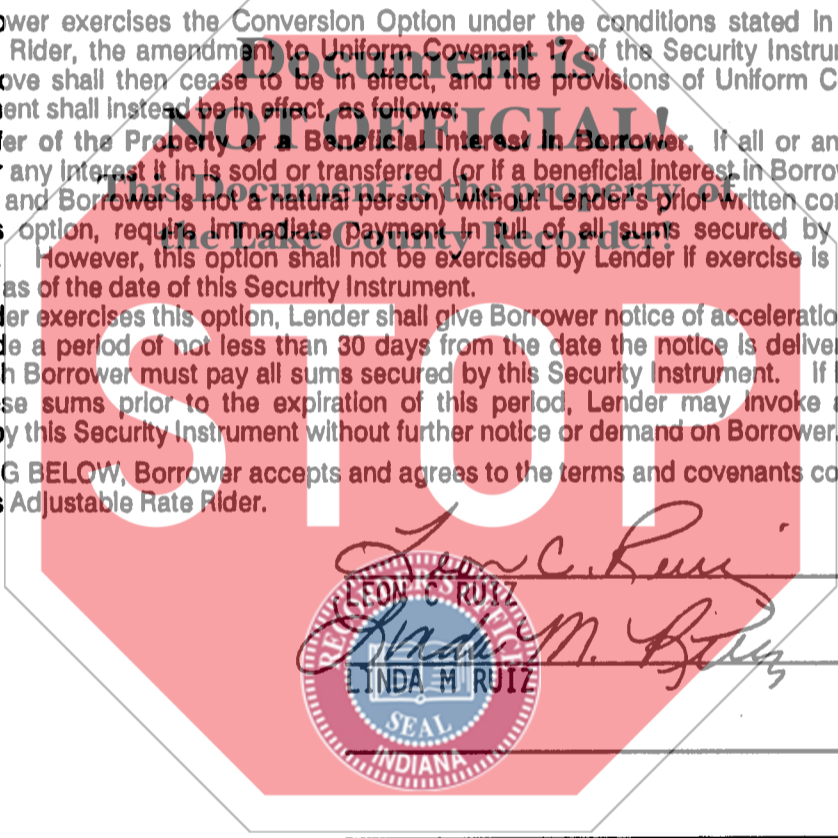 wer exercises the Conversion Option under the conditions stated in
Rider, the amendment to Uniform Covenant 17 of the Security Instru
ove shall then cease to be in effect, and the provisions of Uniform C
ent shall instead be in effect, as follows:
er of the Property or a Beneficial Interest in Borrower. If all or an
any interest it in is sold or transferred (or if a beneficial interest in Borro
and Borrower is not a natural person) without Lender's prior written co
s option, require immediate payment in full of all sums secured by
However, this option shall not be exercised by Lender if exercise is
as of the date of this Security Instrument.
er exercises this option, Lender shall give Borrower notice of acceleratio
e a period of not less than 30 days from the date the notice is deliver
h Borrower must pay all sums secured by this Security Instrument. If
se sums prior to the expiration of this period, Lender may invoke
y this Security Instrument without further notice or demand on Borrower.
G BELOW, Borrower accepts and agrees to the terms and covenants co
s Adjustable Rate Rider.
Document is
NOT OFFICIAL!
This Document is the property of
the Lake County Recorder!
STOP
Leon C. Ruiz
LEON C RUIZ
Linda M. Ruiz
LINDA M RUIZ
RECORDER'S OFFICE
SEAL
INDIANA